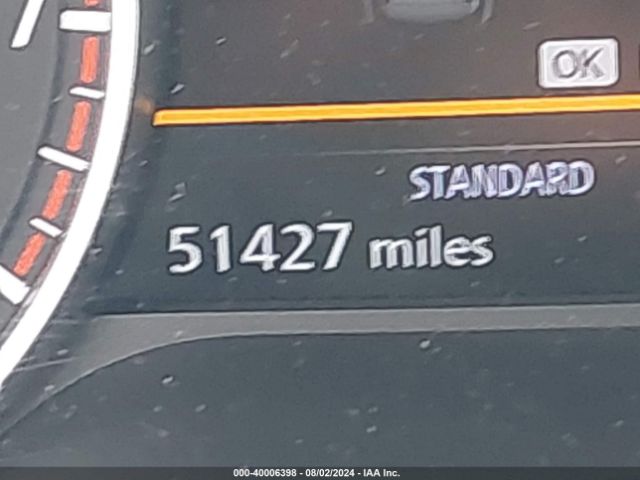 OK
STANDARD
51427 miles
000-40006398 - 08/02/2024 - IAA Inc.